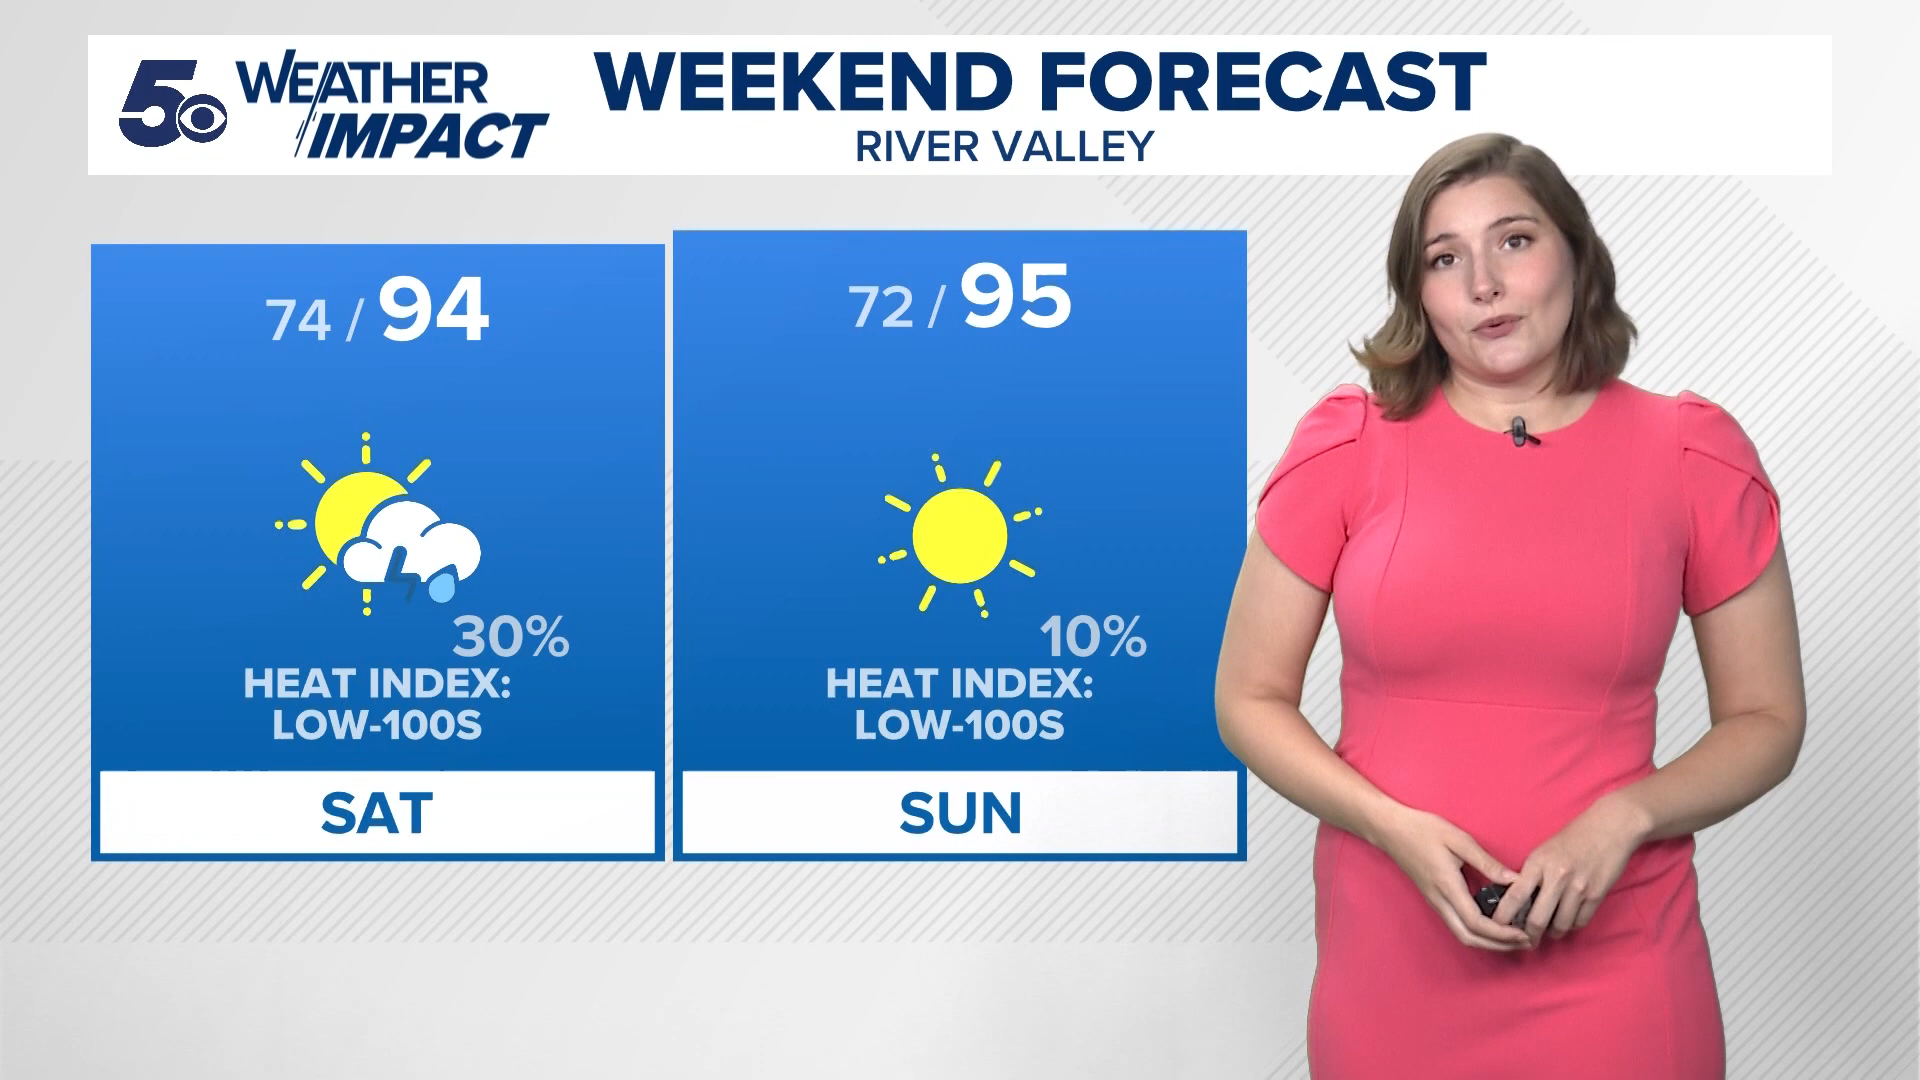 5 WEATHER
IMPACT
WEEKEND FORECAST
RIVER VALLEY
74 / 94
30%
HEAT INDEX:
LOW-100S
SAT
72 / 95
10%
HEAT INDEX:
LOW-100S
SUN